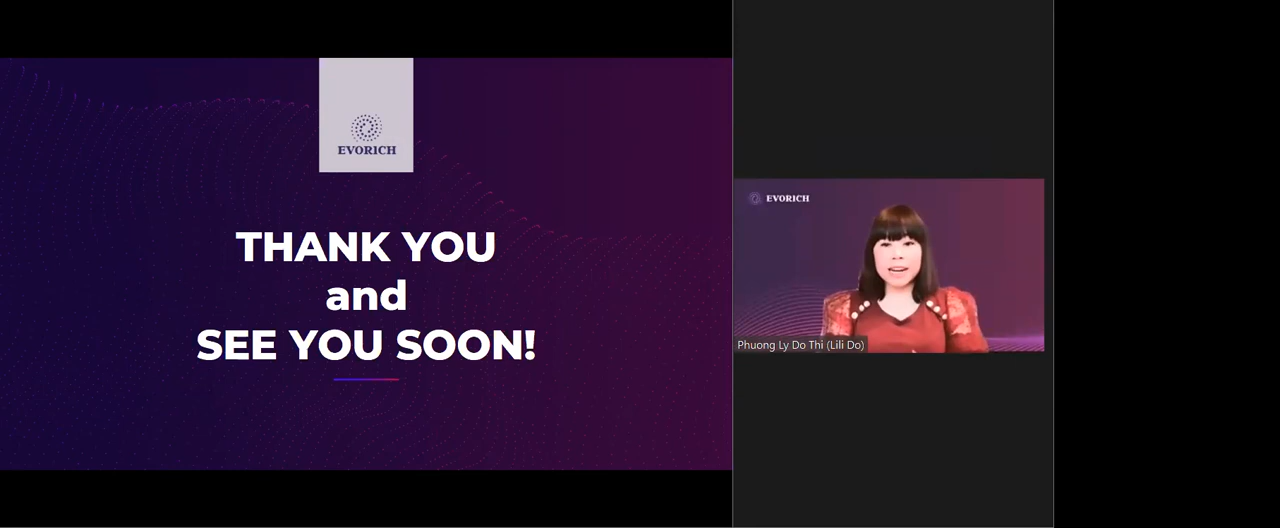 EVORICH
THANK YOU
and
SEE YOU SOON!
EVORICH
Phuong Ly Do Thi (Lili Do)